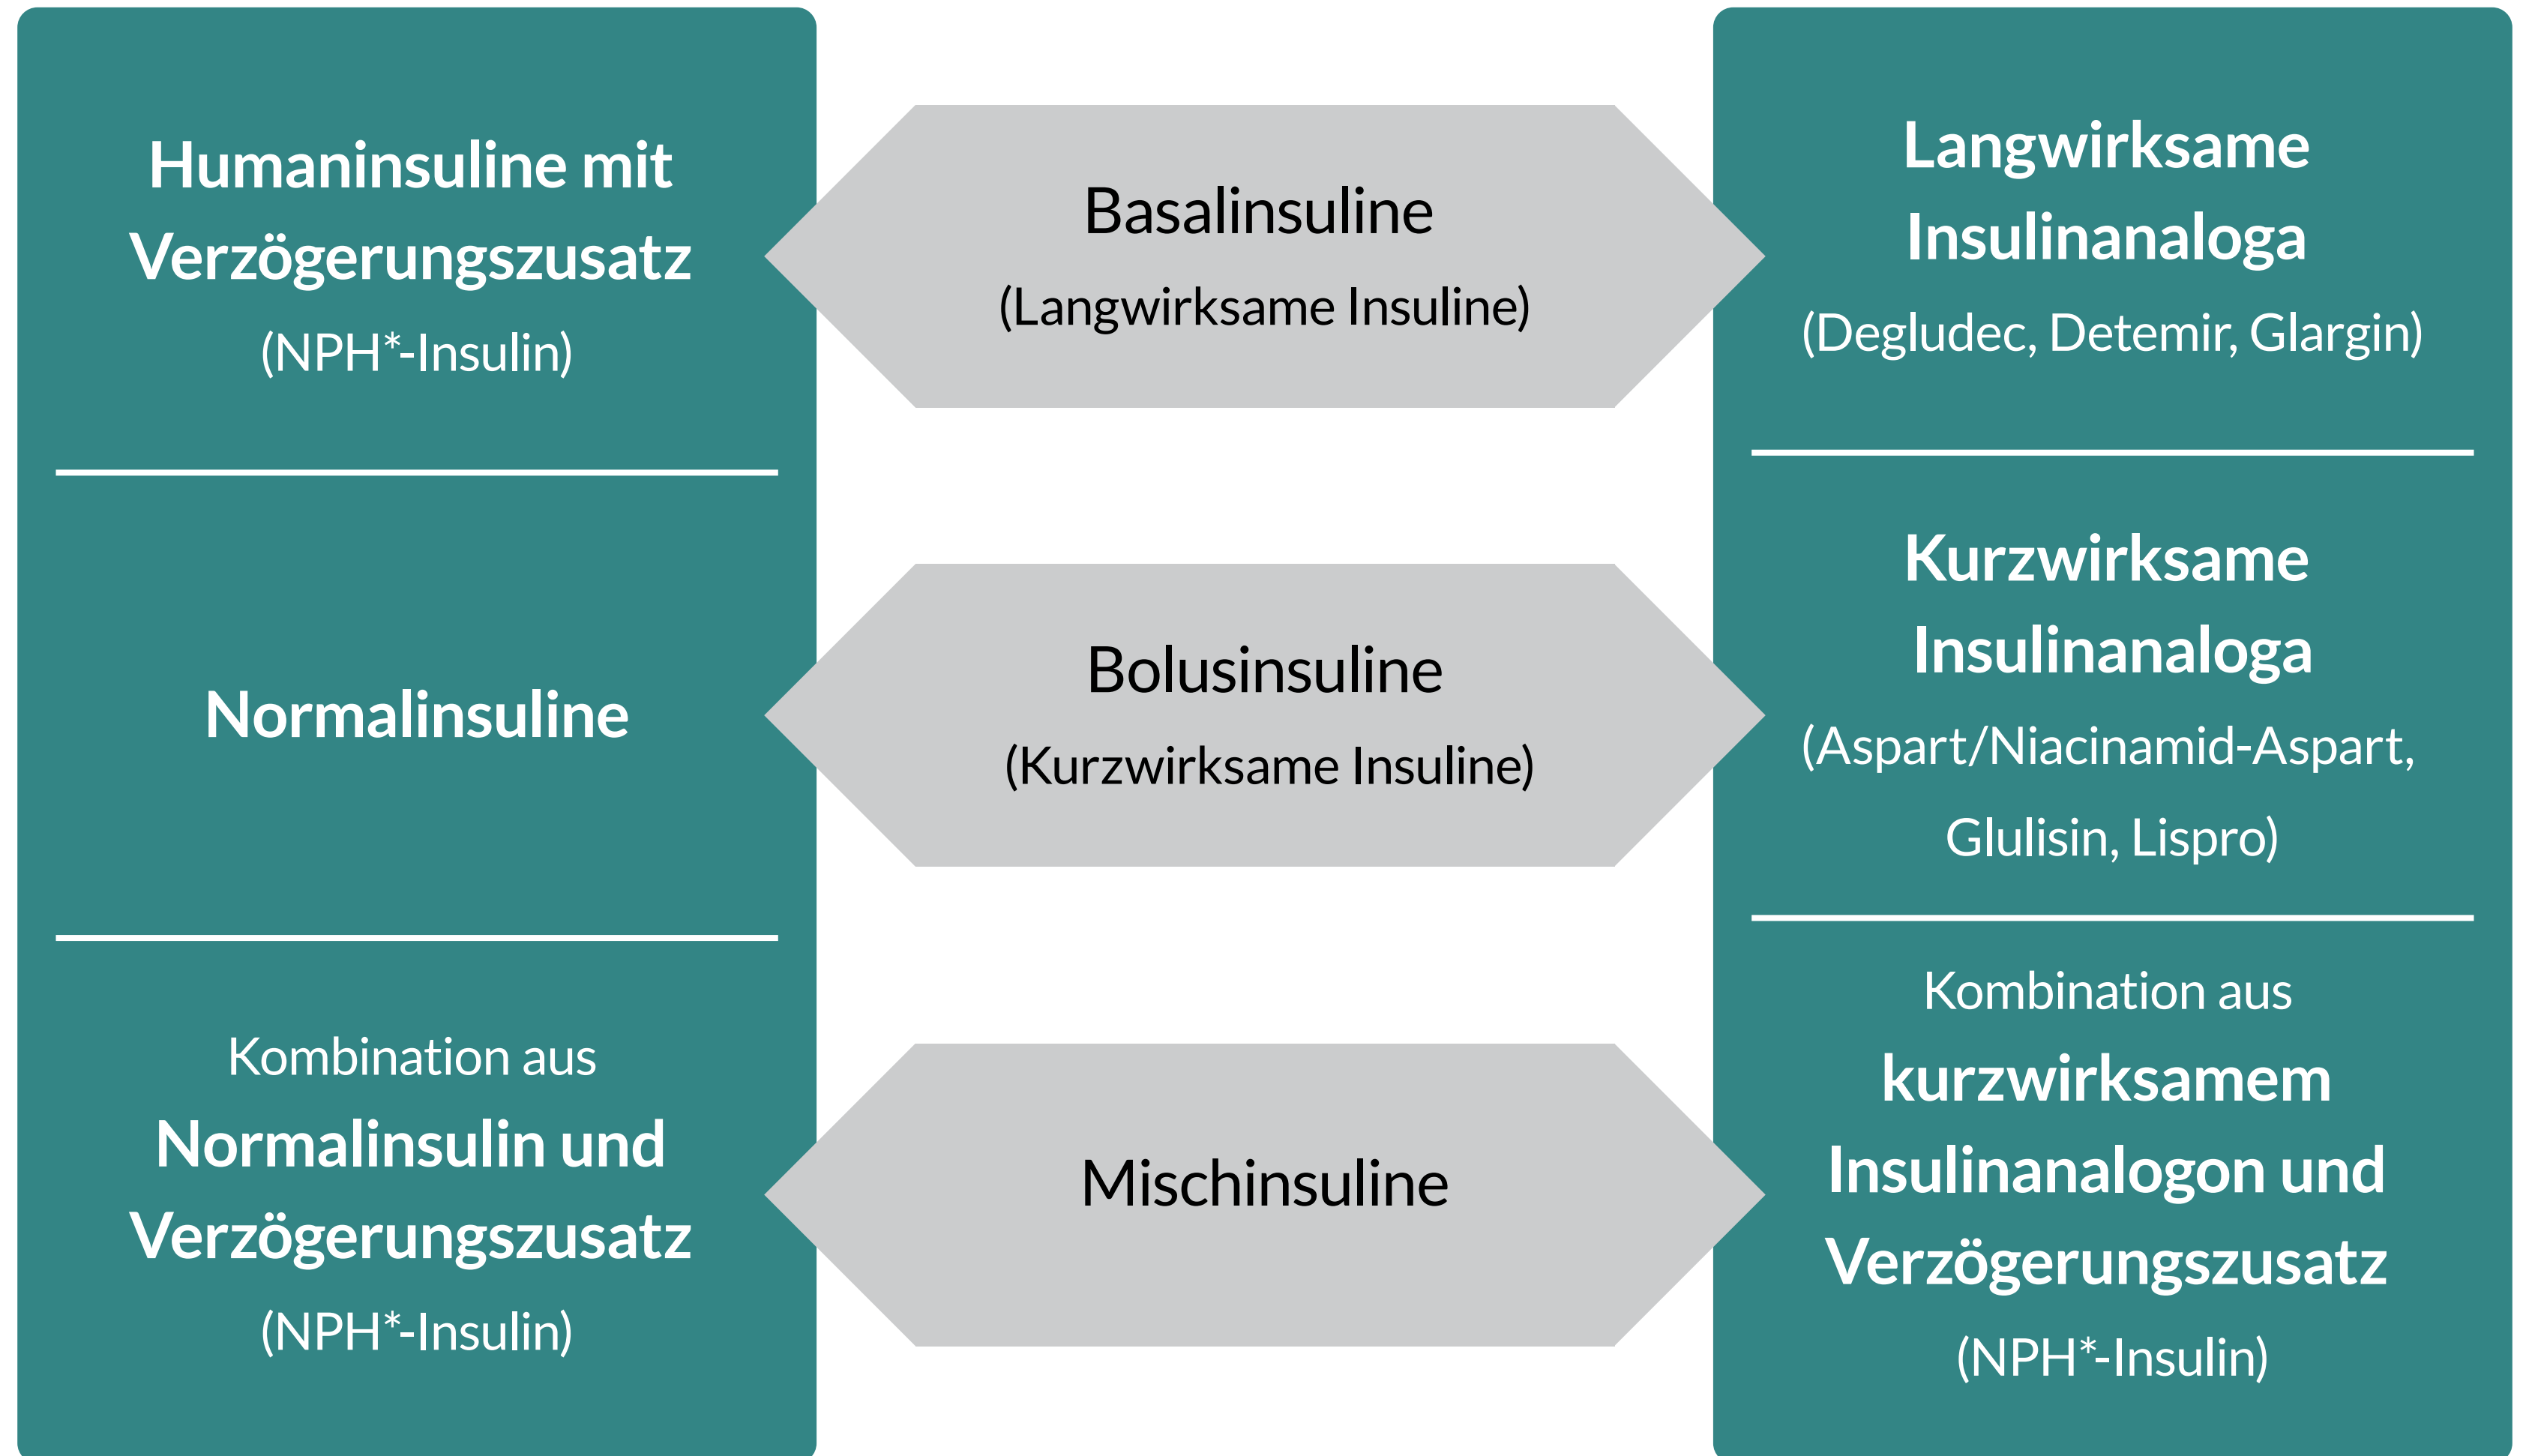 Humaninsuline mit
Verzögerungszusatz
(NPH*-Insulin)
Basalinsuline
(Langwirksame Insuline)
Langwirksame
Insulinanaloga
(Degludec, Detemir, Glargin)
Normalinsuline
Bolusinsuline
(Kurzwirksame Insuline)
Kurzwirksame
Insulinanaloga
(Aspart/Niacinamid-Aspart,
Glulisin, Lispro)
Kombination aus
Normalinsulin und
Verzögerungszusatz
(NPH*-Insulin)
Mischinsuline
Kombination aus
kurzwirksamem
Insulinanalogon und
Verzögerungszusatz
(NPH*-Insulin)